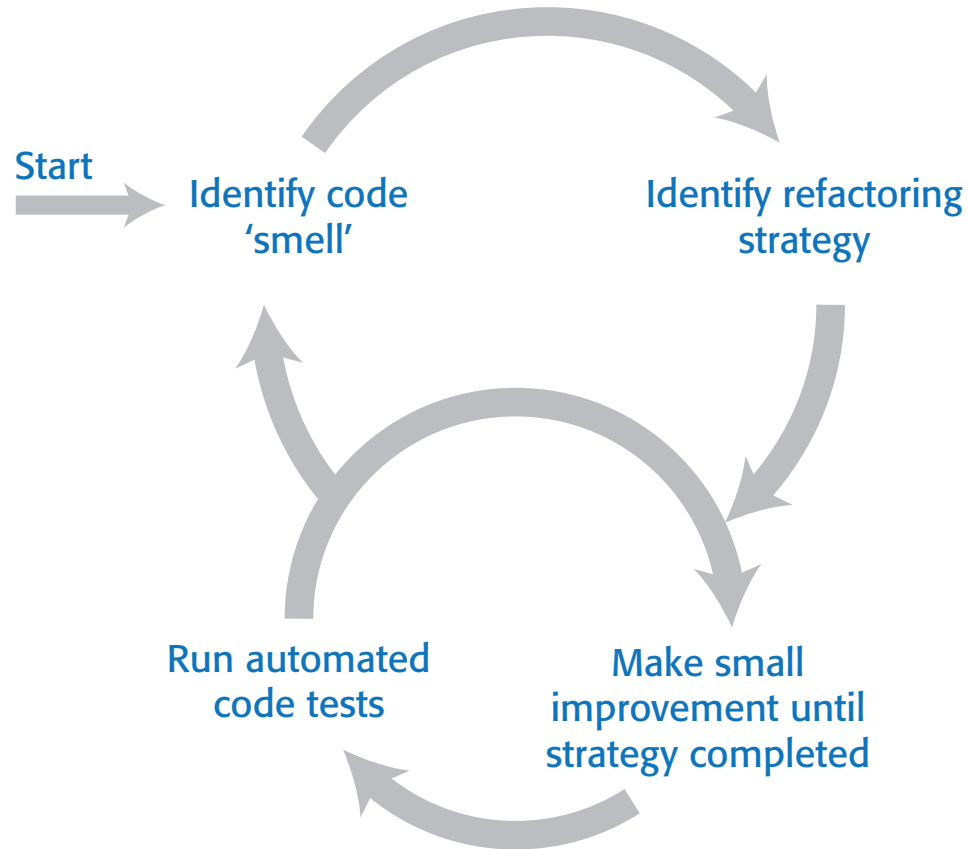 Start
Identify code
‘smell’
Identify refactoring
strategy
Run automated
code tests
Make small
improvement until
strategy completed